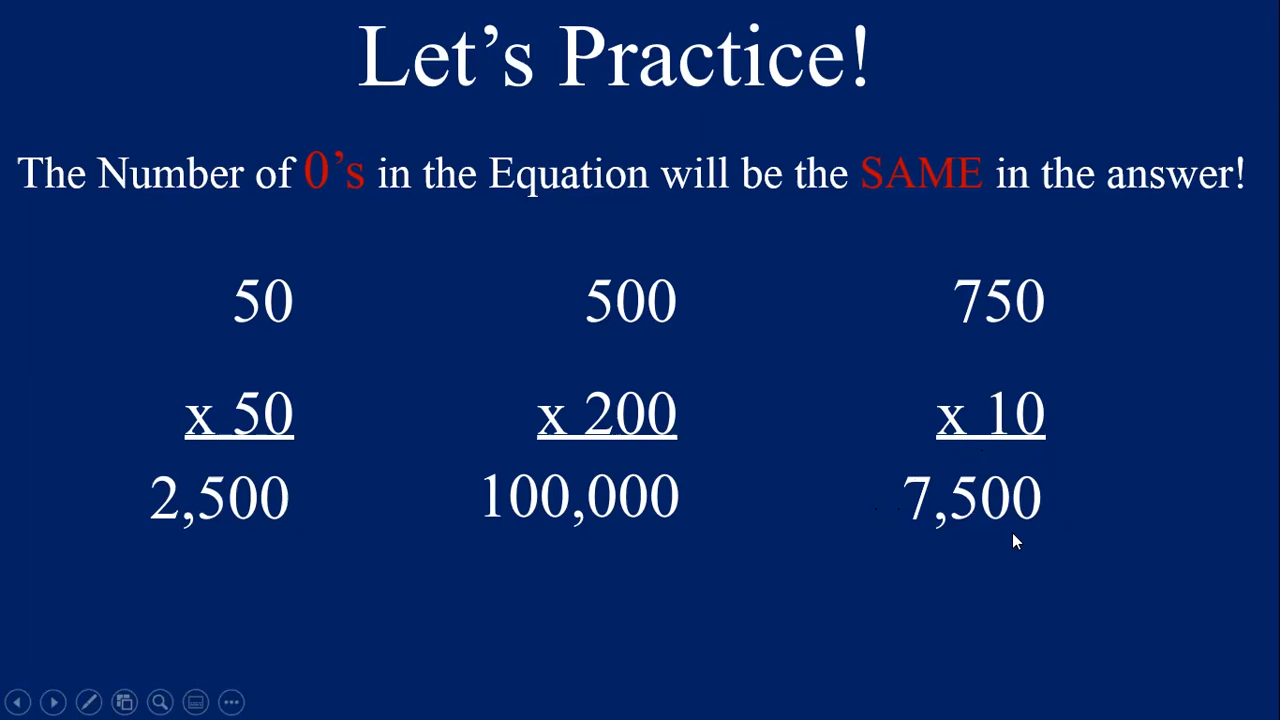 Let’s Practice!
The Number of 0’s in the Equation will be the SAME in the answer!
50 500 750
x 50 x 200 x 10
2,500 100,000 7,500